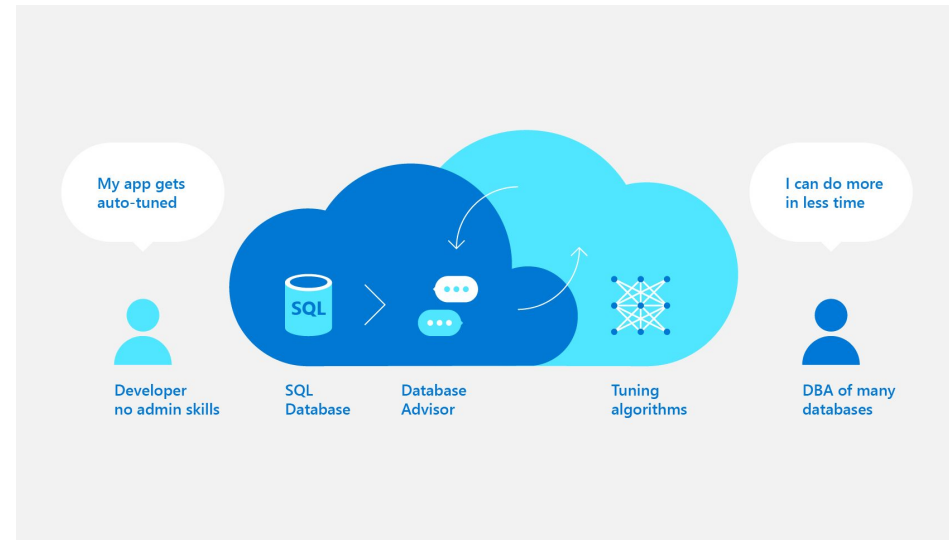 My app gets
auto-tuned
I can do more
in less time
SQL
Developer
no admin skills
SQL
Database
Database
Advisor
Tuning
algorithms
DBA of many
databases